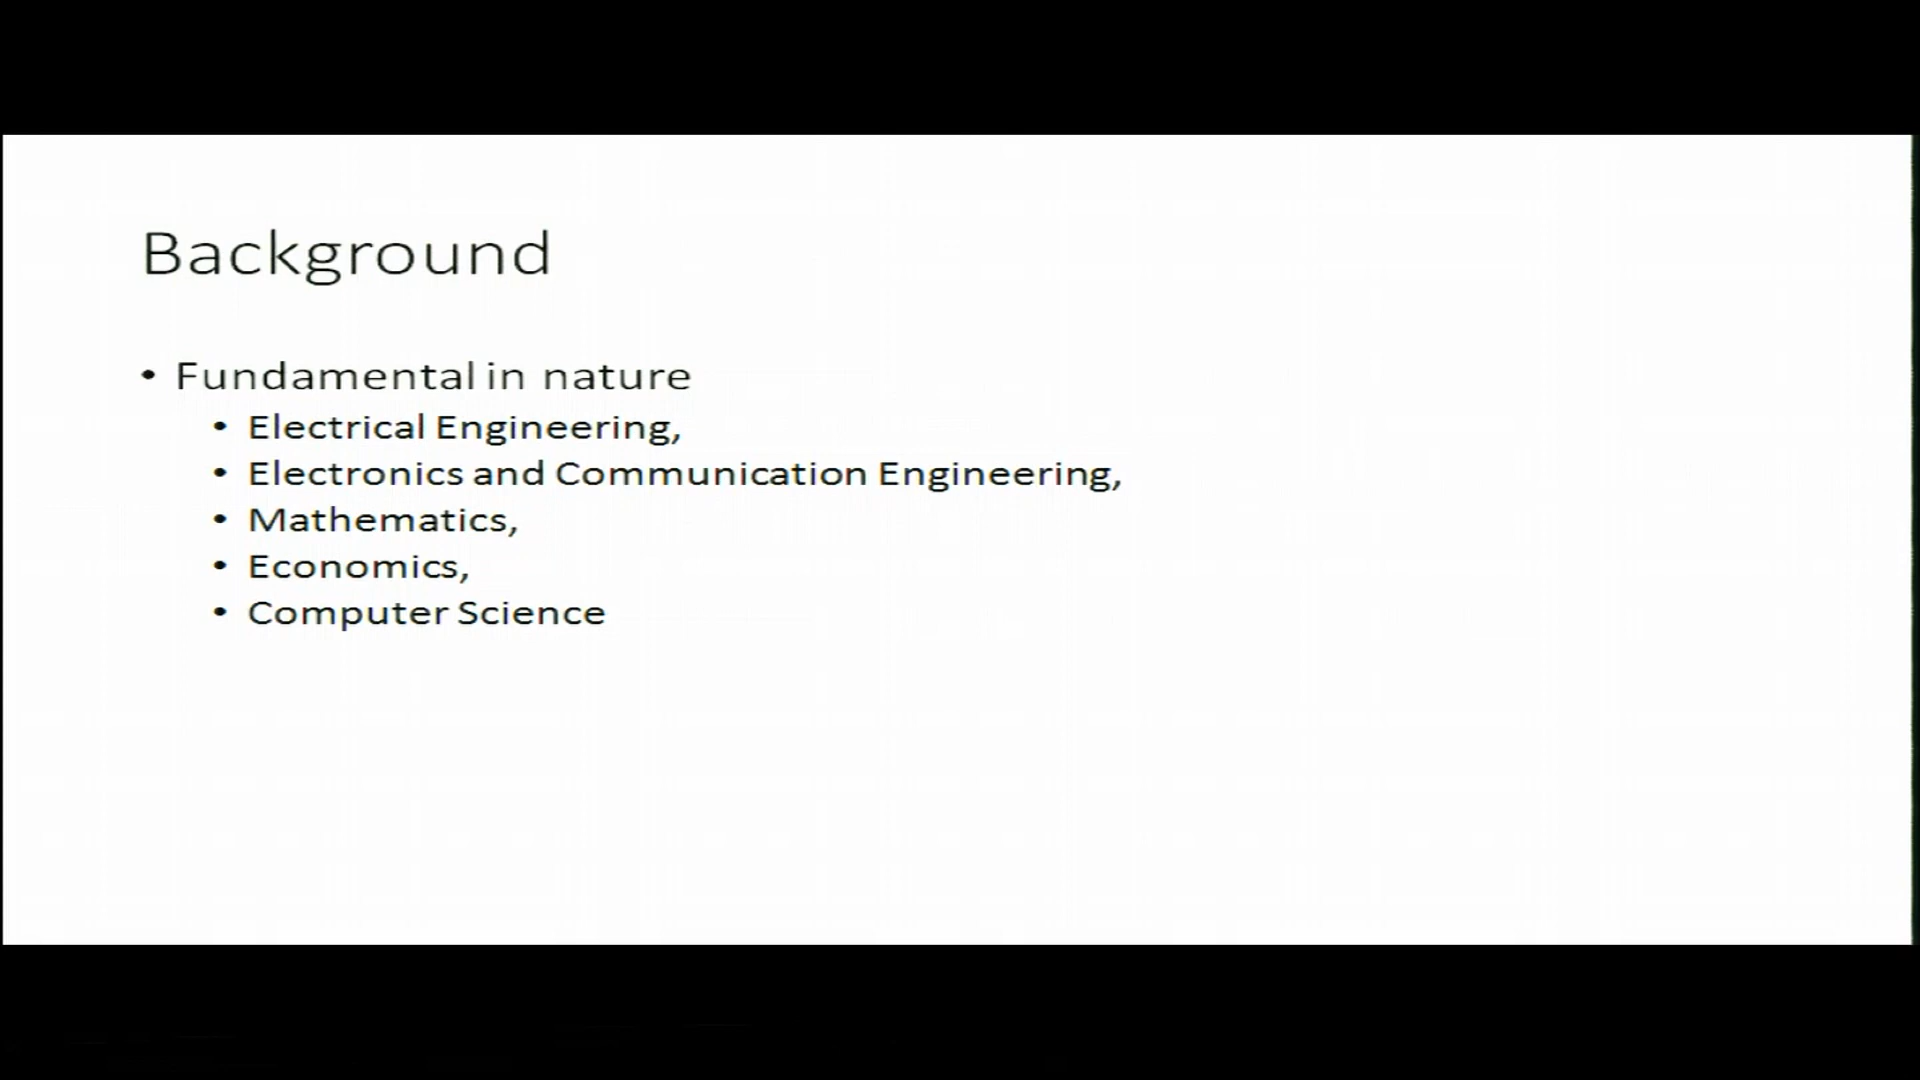 Background
• Fundamental in nature
• Electrical Engineering,
• Electronics and Communication Engineering,
• Mathematics,
• Economics,
• Computer Science